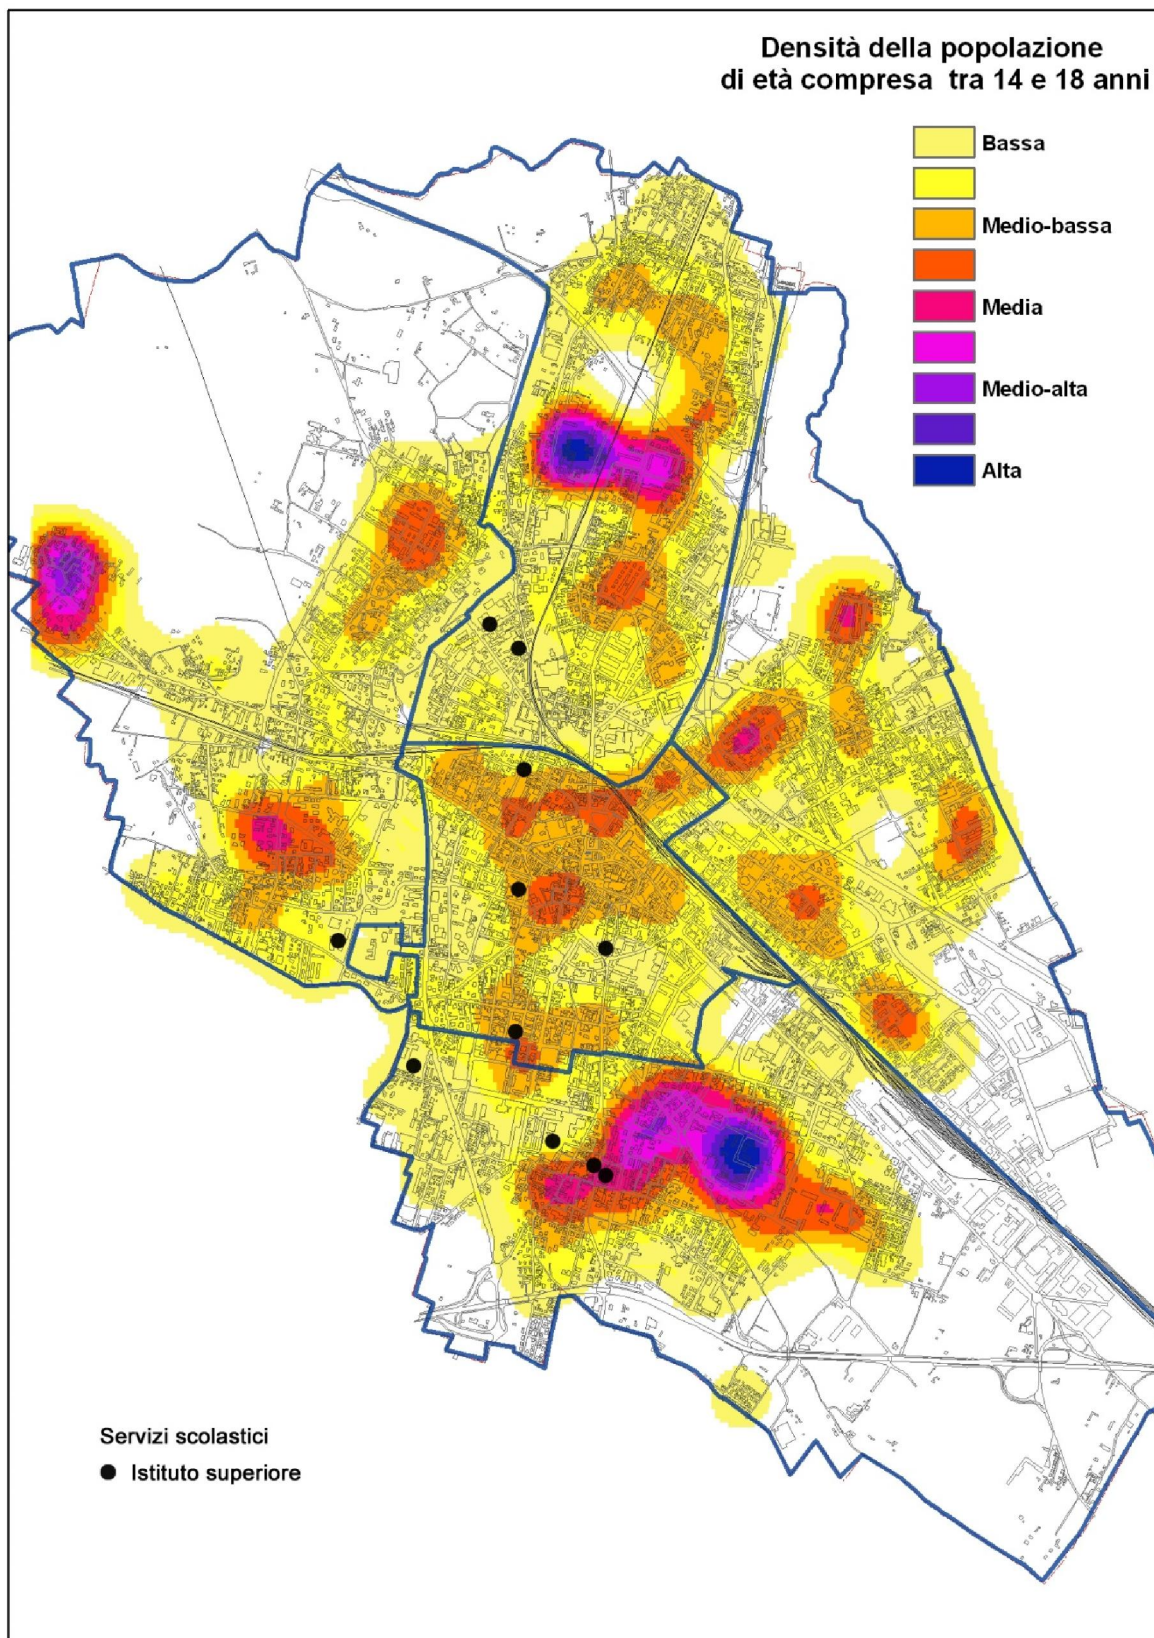 Densità della popolazione
di età compresa tra 14 e 18 anni
Bassa
Medio-bassa
Media
Medio-alta
Alta
Servizi scolastici
Istituto superiore